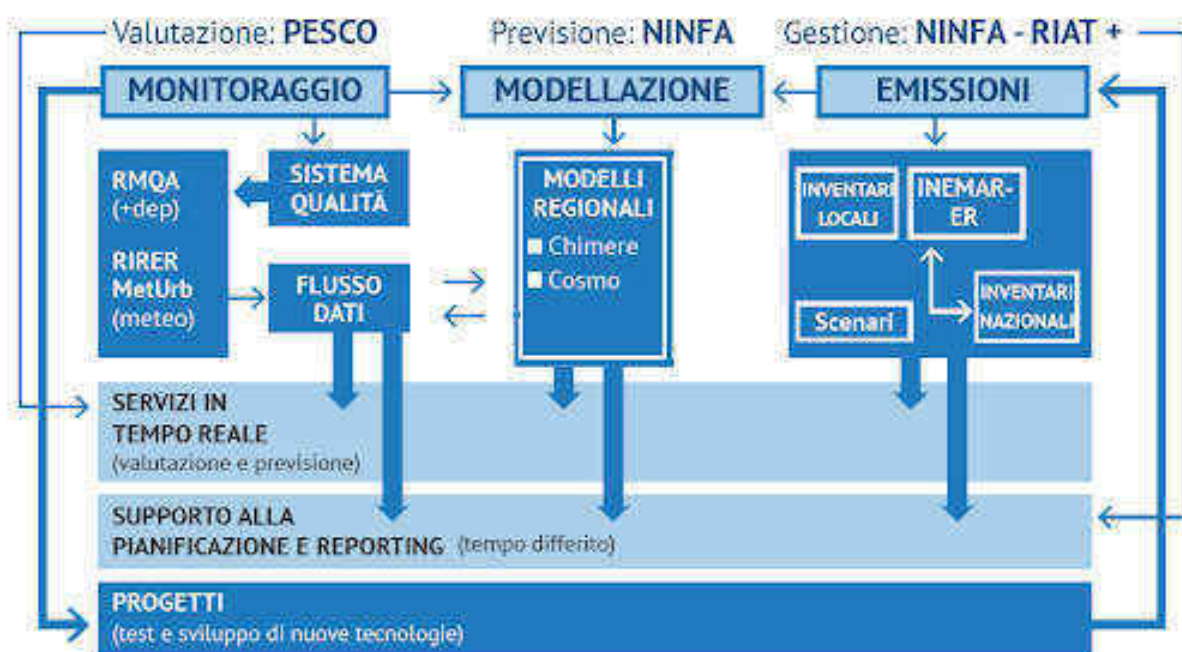 Valutazione: PESCO
Previsione: NINFA
Gestione: NINFA - RIAT +
MONITORAGGIO
MODELLAZIONE
EMISSIONI
RMQA
(+dep)
RIRER
MetUrb
(meteo)
SISTEMA
QUALITÀ
FLUSSO
DATI
MODELLI
REGIONALI
Chimere
Cosmo
INVENTARI
LOCALI
INEMAR-
ER
Scenari
INVENTARI
NAZIONALI
SERVIZI IN
TEMPO REALE
(valutazione e previsione)
SUPPORTO ALLA
PIANIFICAZIONE E REPORTING (tempo differito)
PROGETTI
(test e sviluppo di nuove tecnologie)